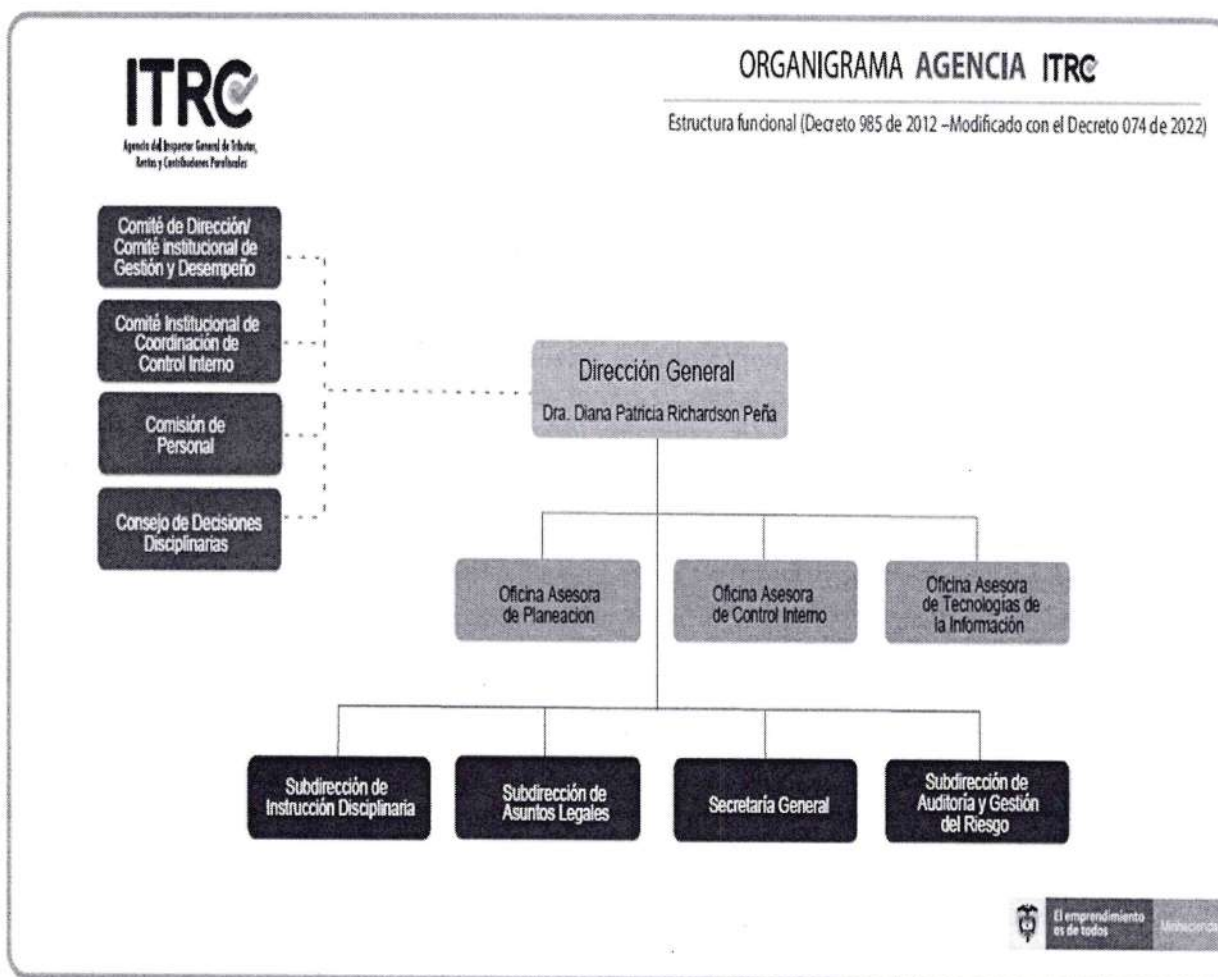 ITRC
Agencia del Inspector General de Tributos,
Rentas y Contribuciones Parafiscales
ORGANIGRAMA AGENCIA ITRC
Estructura funcional (Decreto 985 de 2012 –Modificado con el Decreto 074 de 2022)
Comité de Dirección/
Comité institucional de
Gestión y Desempeño
Comité Institucional de
Coordinación de
Control Interno
Comisión de
Personal
Consejo de Decisiones
Disciplinarias
Dirección General
Dra. Diana Patricia Richardson Peña
Oficina Asesora
de Planeacion
Oficina Asesora
de Control Interno
Oficina Asesora
de Tecnologías de
la Información
Subdirección de
Instrucción Disciplinaria
Subdirección de
Asuntos Legales
Secretaría General
Subdirección de
Auditoría y Gestión
del Riesgo
El emprendimiento
es de todos
Minhacienda